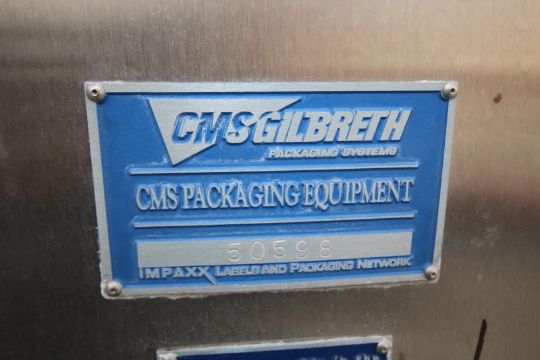 CMS GILBRETH
PACKAGING SYSTEMS
CMS PACKAGING EQUIPMENT
50598
IMPAXX LABELS AND PACKAGING NETWORK